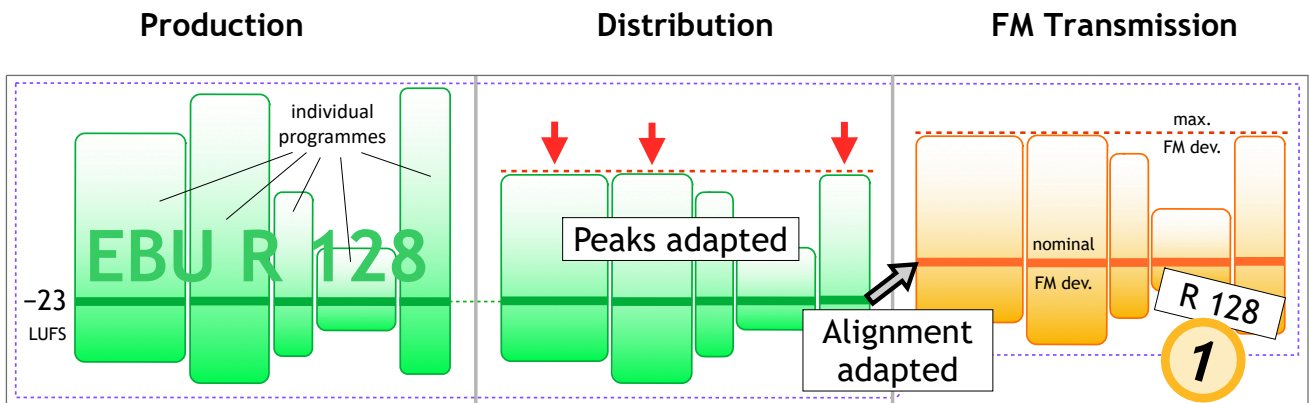 Production
Distribution
FM Transmission
individual
programmes
EBU R 128
−23
LUFS
Peaks adapted
Alignment
adapted
max.
FM dev.
nominal
FM dev.
R 128
1